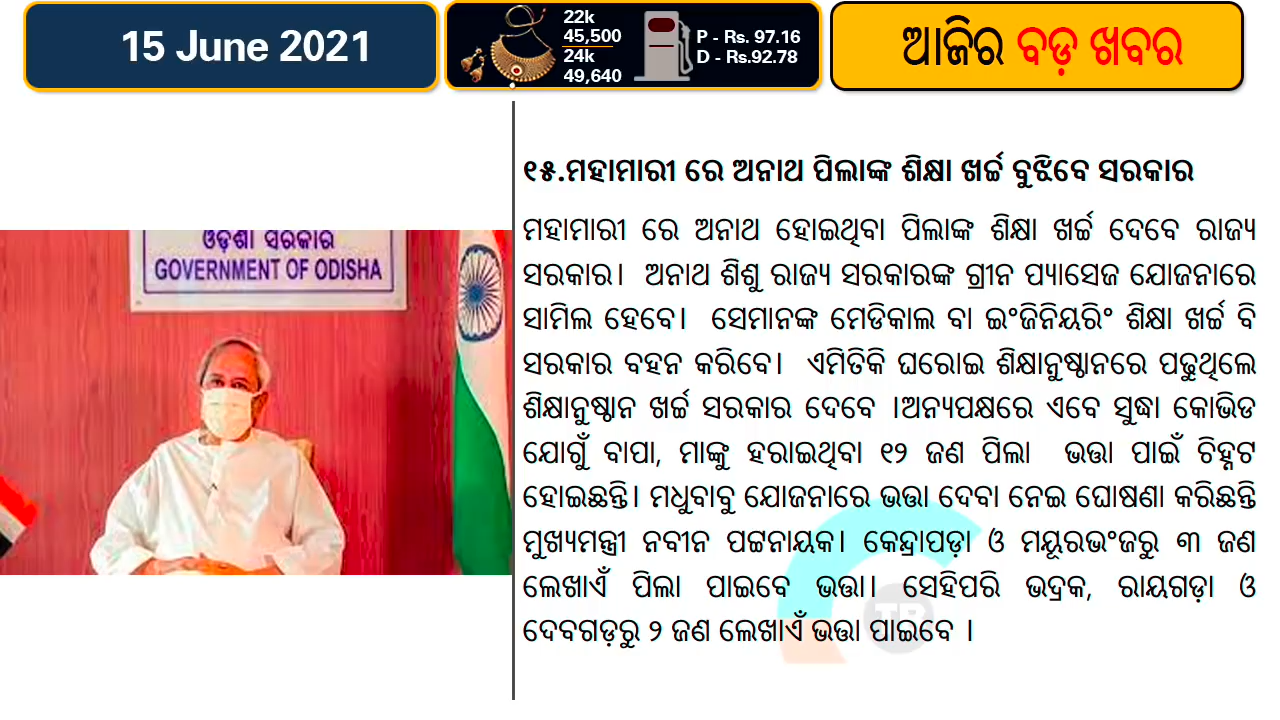 15 June 2021
22k
45,500
24k
49,640
P - Rs. 97.16
D - Rs.92.78
ଆଜିର ବଡ଼ ଖବର
୧୫.ମହାମାରୀ ରେ ଅନାଥ ପିଲାଙ୍କ ଶିକ୍ଷା ଖର୍ଚ୍ଚ ବୁଝିବେ ସରକାର
ଓଡ଼ିଶା ସରକାର
GOVERNMENT OF ODISHA
ମହାମାରୀ ରେ ଅନାଥ ହୋଇଥିବା ପିଲାଙ୍କ ଶିକ୍ଷା ଖର୍ଚ୍ଚ ଦେବେ ରାଜ୍ୟ
ସରକାର। ଅନାଥ ଶିଶୁ ରାଜ୍ୟ ସରକାରଙ୍କ ଗ୍ରୀନ ପ୍ୟାସେଜ ଯୋଜନାରେ
ସାମିଲ ହେବେ। ସେମାନଙ୍କ ମେଡିକାଲ ବା ଇଂଜିନିୟରିଂ ଶିକ୍ଷା ଖର୍ଚ୍ଚ ବି
ସରକାର ବହନ କରିବେ। ଏମିତିକି ଘରୋଇ ଶିକ୍ଷାନୁଷ୍ଠାନରେ ପଢୁଥିଲେ
ଶିକ୍ଷାନୁଷ୍ଠାନ ଖର୍ଚ୍ଚ ସରକାର ଦେବେ ।ଅନ୍ୟପକ୍ଷରେ ଏବେ ସୁଦ୍ଧା କୋଭିଡ
ଯୋଗୁଁ ବାପା, ମାଙ୍କୁ ହରାଇଥିବା ୧୨ ଜଣ ପିଲା ଭତ୍ତା ପାଇଁ ଚିହ୍ନଟ
ହୋଇଛନ୍ତି। ମଧୁବାବୁ ଯୋଜନାରେ ଭତ୍ତା ଦେବା ନେଇ ଘୋଷଣା କରିଛନ୍ତି
ମୁଖ୍ୟମନ୍ତ୍ରୀ ନବୀନ ପଟ୍ଟନାୟକ। କେନ୍ଦ୍ରାପଡ଼ା ଓ ମୟୂରଭଂଜରୁ ୩ ଜଣ
ଲେଖାଏଁ ପିଲା ପାଇବେ ଭତ୍ତା। ସେହିପରି ଭଦ୍ରକ, ରାୟଗଡ଼ା ଓ
ଦେବଗଡ଼ରୁ ୨ ଜଣ ଲେଖାଏଁ ଭତ୍ତା ପାଇବେ ।